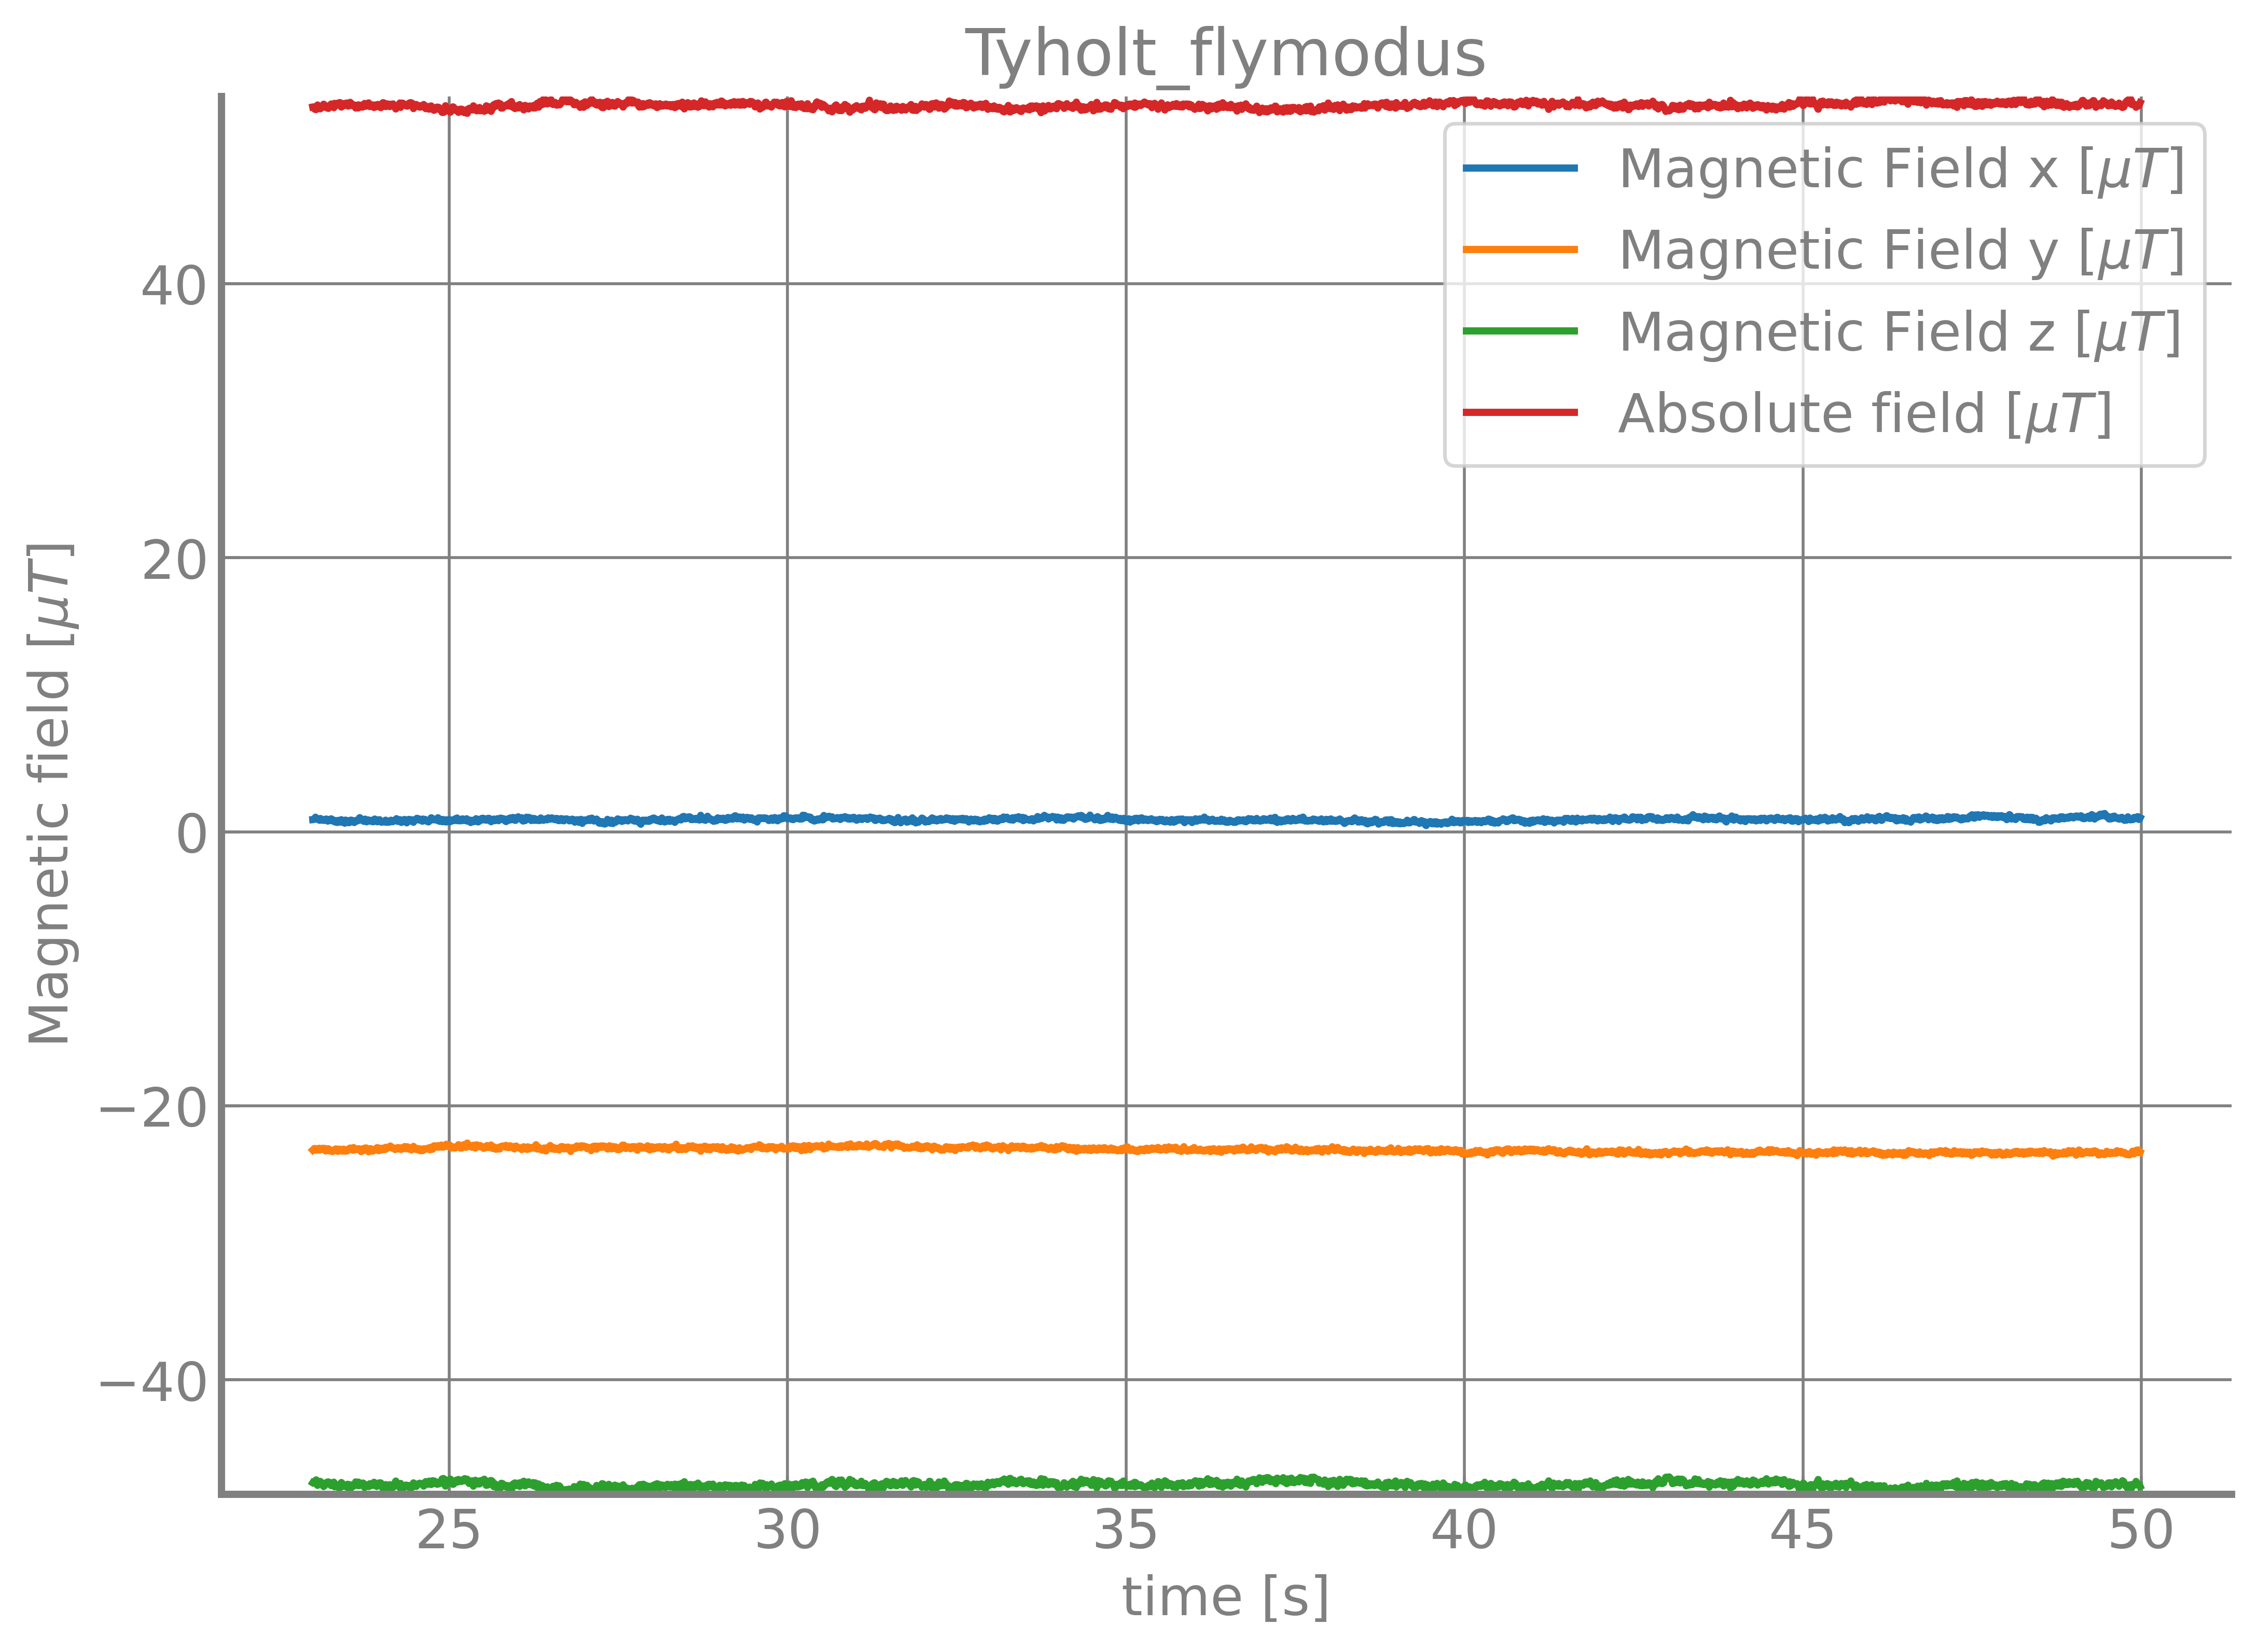 Tyholt_flymodus
Magnetic Field x [μT]
Magnetic Field y [μT]
Magnetic Field z [μT]
Absolute field [μT]
Magnetic field [μT]
40
20
0
−20
−40
25 30 35 40 45 50
time [s]